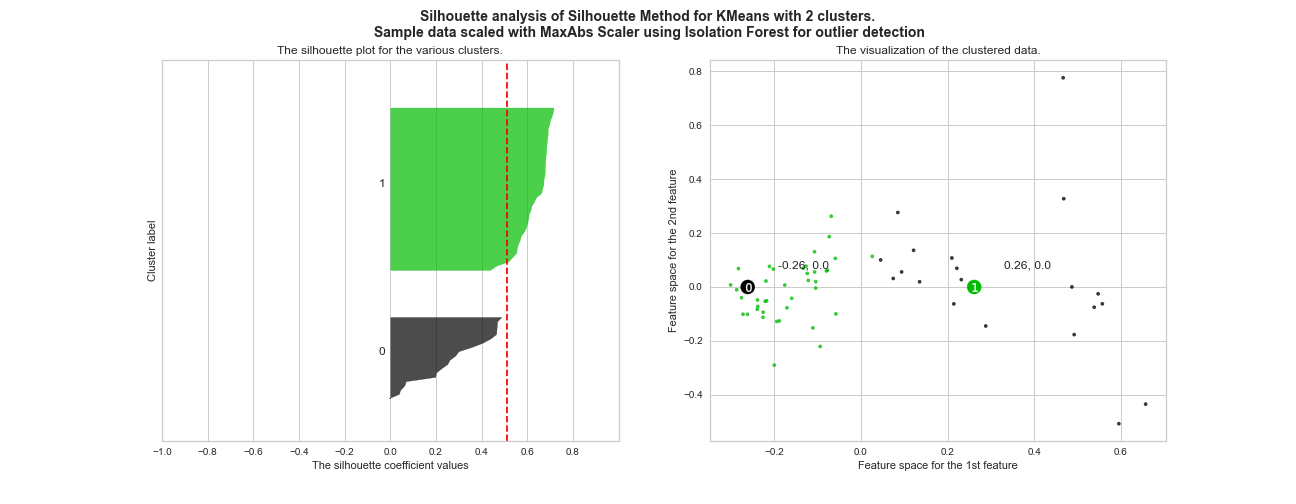 Silhouette analysis of Silhouette Method for KMeans with 2 clusters.
Sample data scaled with MaxAbs Scaler using Isolation Forest for outlier detection
The silhouette plot for the various clusters.
Cluster label
1
0
−1.0 −0.8 −0.6 −0.4 −0.2 0.0 0.2 0.4 0.6 0.8
The silhouette coefficient values
The visualization of the clustered data.
Feature space for the 2nd feature
0.8
0.6
0.4
0.2
0.0
−0.2
−0.4
-0.26, 0.0
0.26, 0.0
0
1
−0.2 0.0 0.2 0.4 0.6
Feature space for the 1st feature